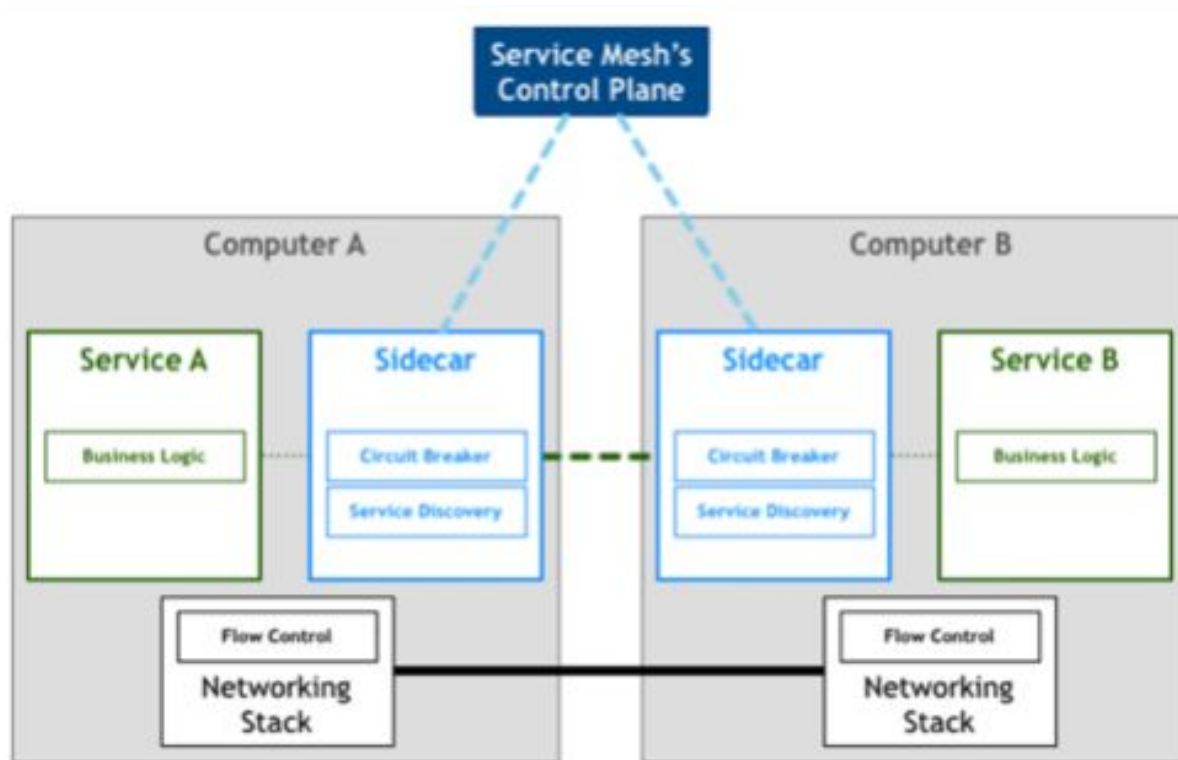 Service Mesh's
Control Plane
Computer A
Computer B
Service A
Sidecar
Sidecar
Service B
Business Logic
Circuit Breaker
Circuit Breaker
Business Logic
Service Discovery
Service Discovery
Flow Control
Flow Control
Networking
Stack
Networking
Stack